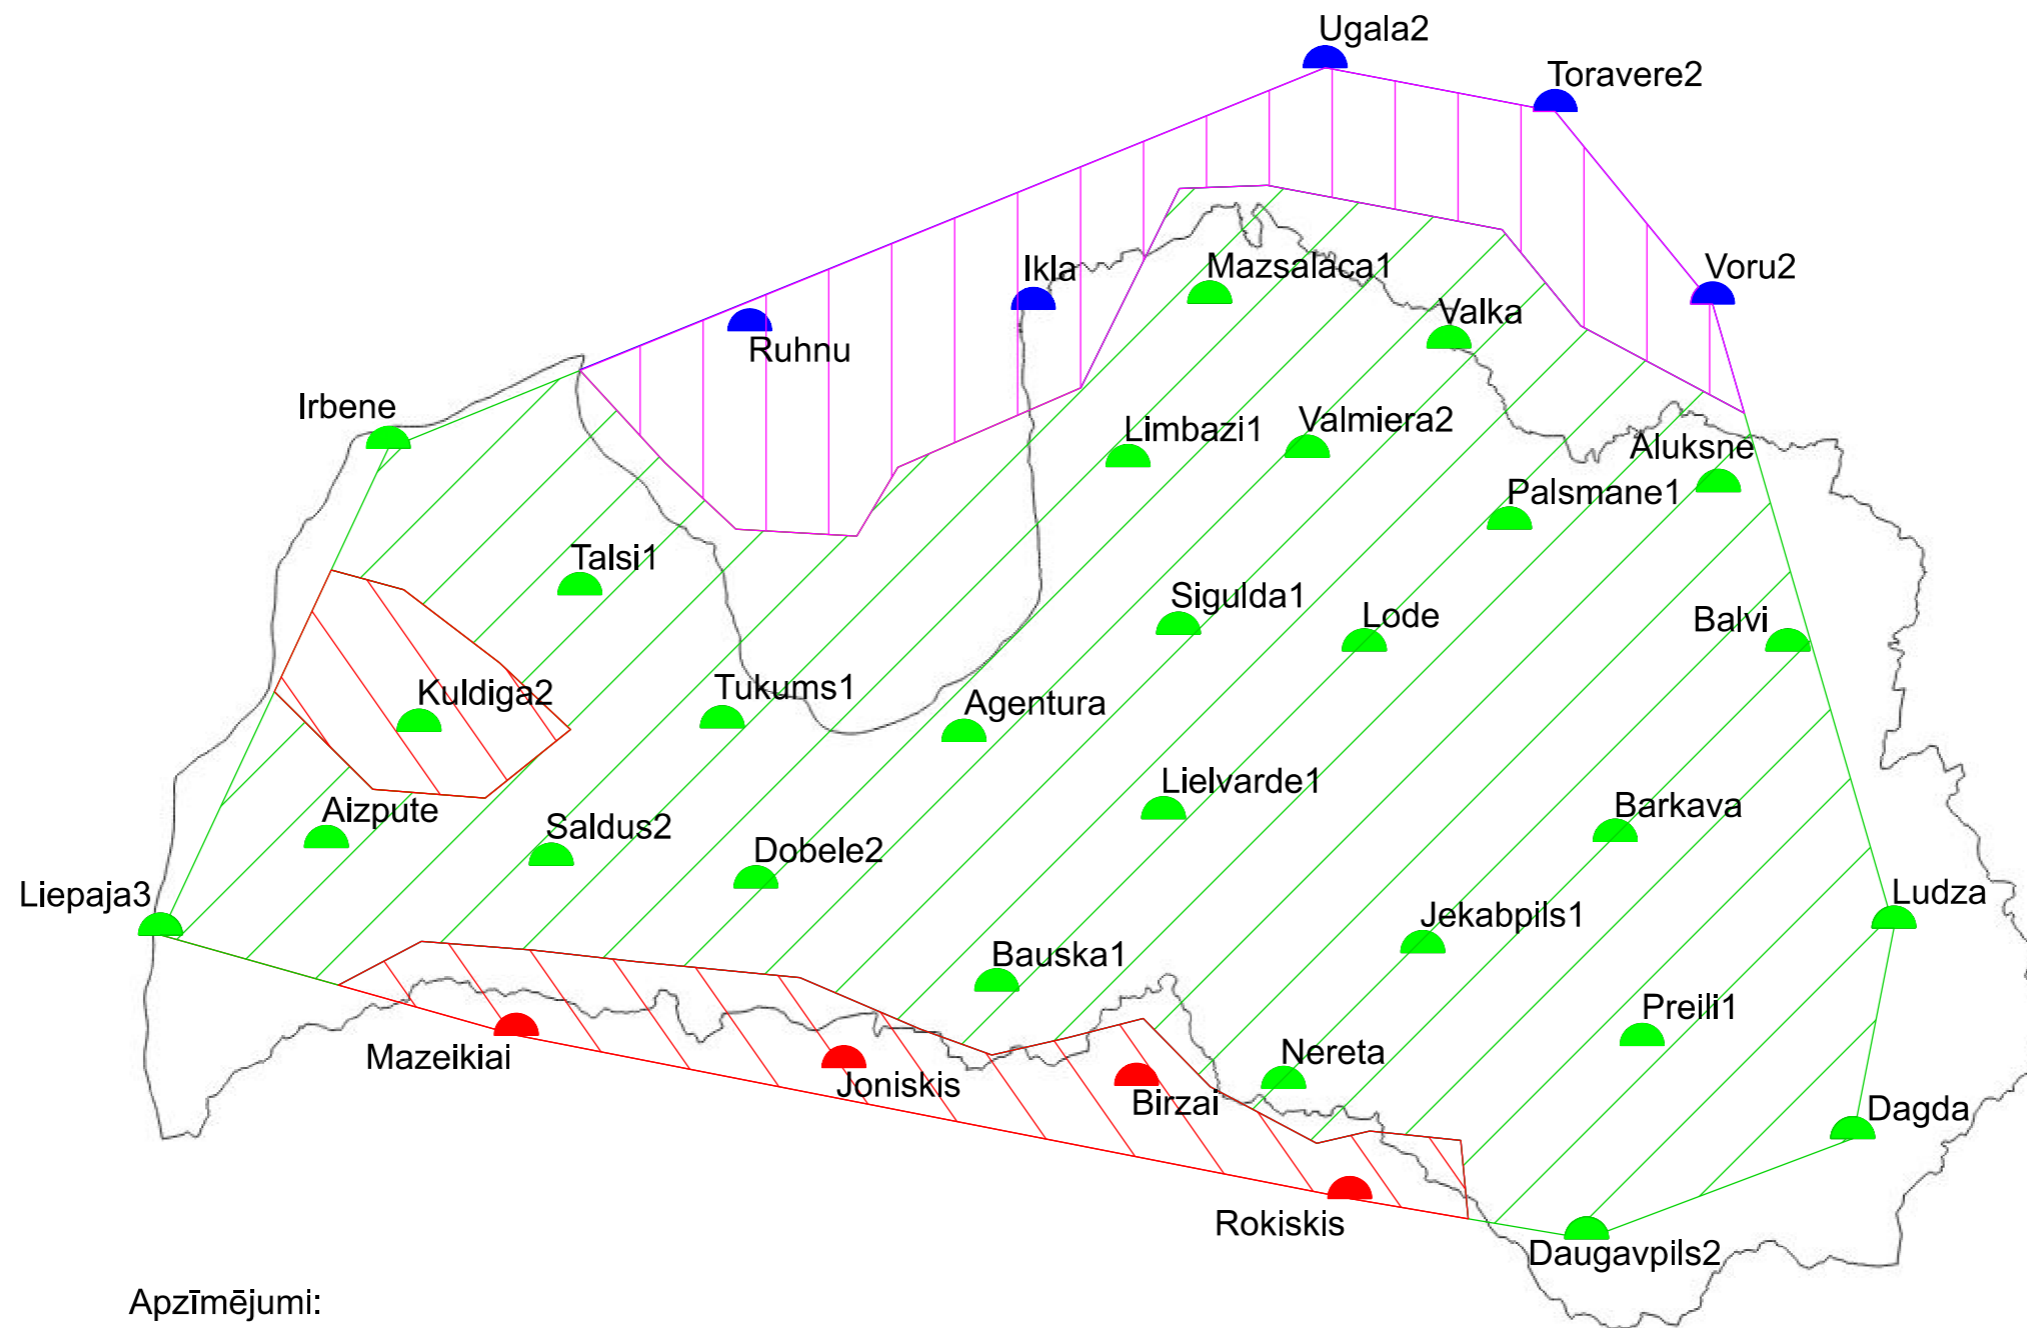 Ugala2
Toravere2
Ikla
Mazsalaca1
Voru2
Valka
Ruhnu
Irbene
Limbazi1
Valmiera2
Aluksne
Palsmane1
Talsi1
Sigulda1
Lode
Balvi
Kuldiga2
Tukums1
Agentura
Lielvarde1
Barkava
Aizpute
Saldus2
Dobele2
Liepaja3
Ludza
Jekabpils1
Bauska1
Preili1
Mazeikiai
Joniskis
Nereta
Birzai
Dagda
Rokiskis
Daugavpils2
Apzīmējumi: